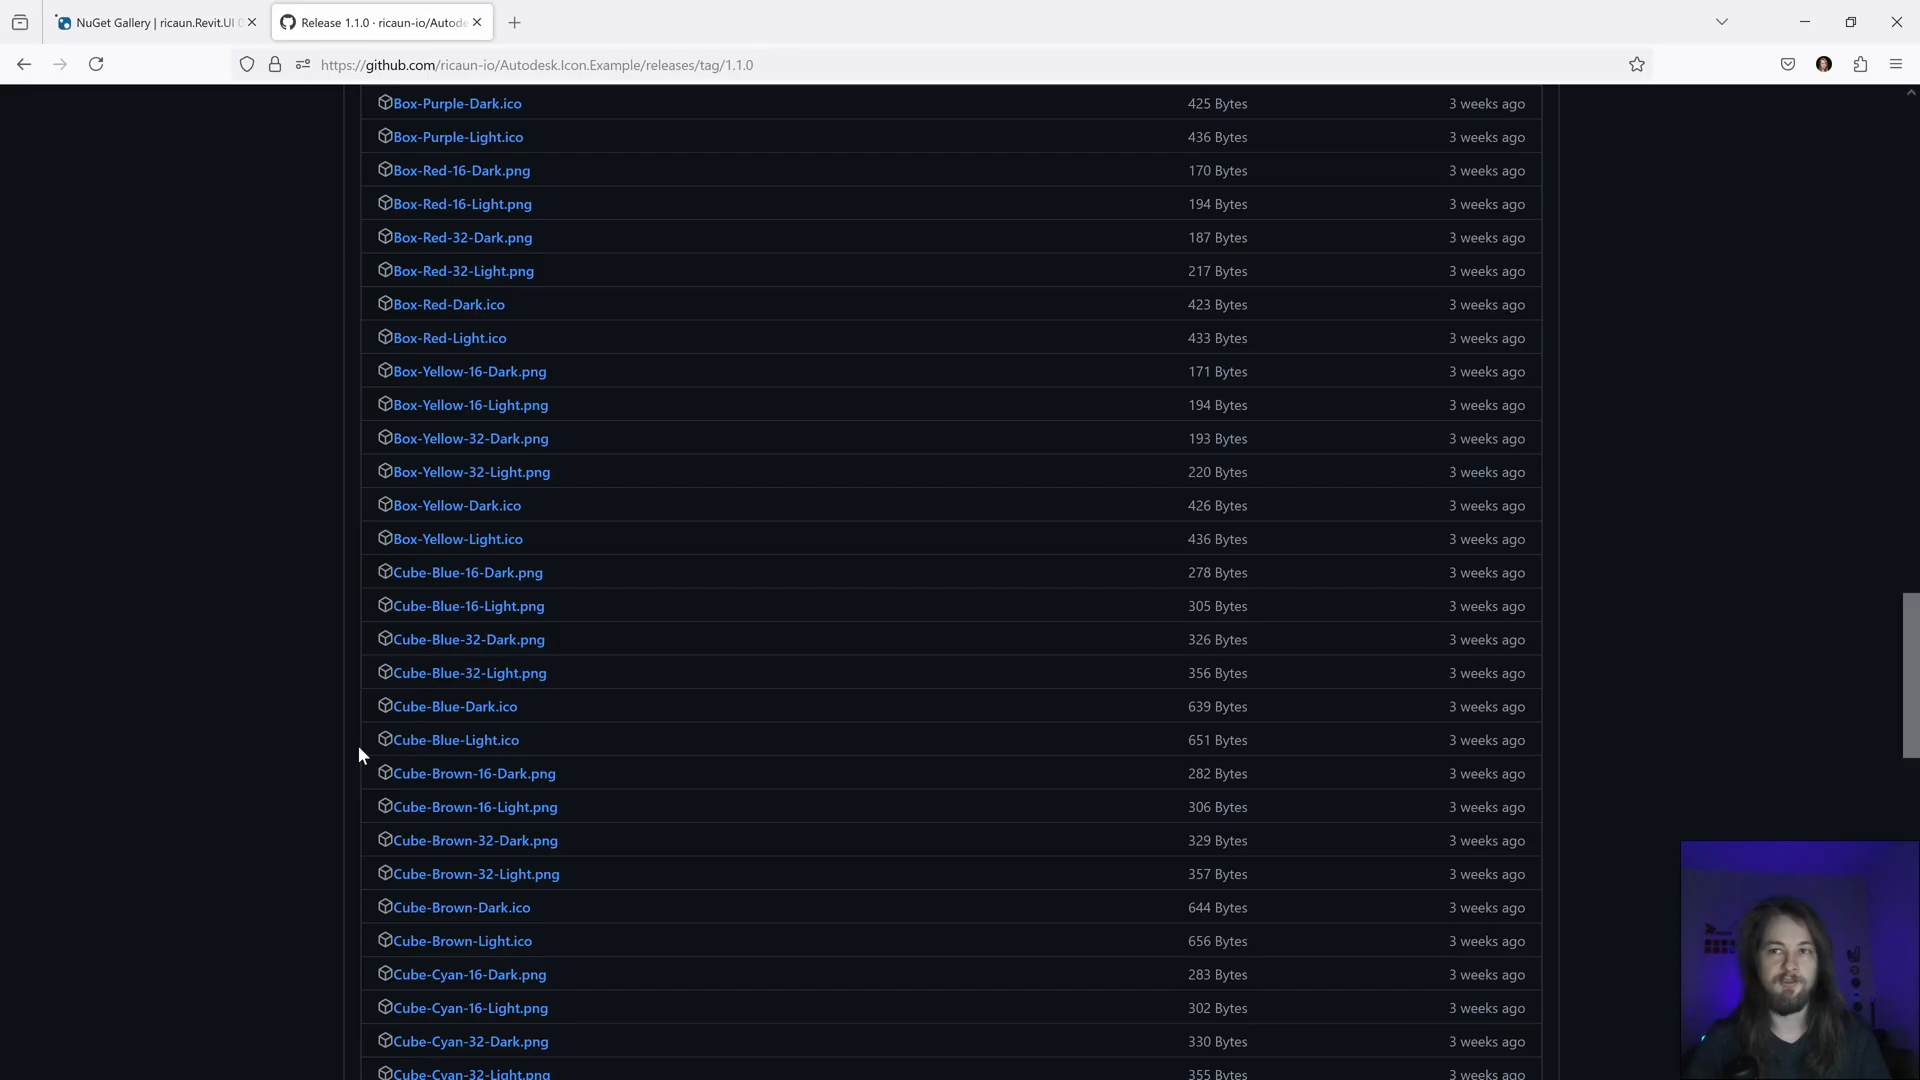 NuGet Gallery | ricaun.Revit.UI
Release 1.1.0 · ricaun-io/Autode
https://github.com/ricaun-io/Autodesk.Icon.Example/releases/tag/1.1.0
Box-Purple-Dark.ico 425 Bytes 3 weeks ago
Box-Purple-Light.ico 436 Bytes 3 weeks ago
Box-Red-16-Dark.png 170 Bytes 3 weeks ago
Box-Red-16-Light.png 194 Bytes 3 weeks ago
Box-Red-32-Dark.png 187 Bytes 3 weeks ago
Box-Red-32-Light.png 217 Bytes 3 weeks ago
Box-Red-Dark.ico 423 Bytes 3 weeks ago
Box-Red-Light.ico 433 Bytes 3 weeks ago
Box-Yellow-16-Dark.png 171 Bytes 3 weeks ago
Box-Yellow-16-Light.png 194 Bytes 3 weeks ago
Box-Yellow-32-Dark.png 193 Bytes 3 weeks ago
Box-Yellow-32-Light.png 220 Bytes 3 weeks ago
Box-Yellow-Dark.ico 426 Bytes 3 weeks ago
Box-Yellow-Light.ico 436 Bytes 3 weeks ago
Cube-Blue-16-Dark.png 278 Bytes 3 weeks ago
Cube-Blue-16-Light.png 305 Bytes 3 weeks ago
Cube-Blue-32-Dark.png 326 Bytes 3 weeks ago
Cube-Blue-32-Light.png 356 Bytes 3 weeks ago
Cube-Blue-Dark.ico 639 Bytes 3 weeks ago
Cube-Blue-Light.ico 651 Bytes 3 weeks ago
Cube-Brown-16-Dark.png 282 Bytes 3 weeks ago
Cube-Brown-16-Light.png 306 Bytes 3 weeks ago
Cube-Brown-32-Dark.png 329 Bytes 3 weeks ago
Cube-Brown-32-Light.png 357 Bytes 3 weeks ago
Cube-Brown-Dark.ico 644 Bytes 3 weeks ago
Cube-Brown-Light.ico 656 Bytes 3 weeks ago
Cube-Cyan-16-Dark.png 283 Bytes 3 weeks ago
Cube-Cyan-16-Light.png 302 Bytes 3 weeks ago
Cube-Cyan-32-Dark.png 330 Bytes 3 weeks ago
Cube-Cyan-32-Light.png 355 Bytes 3 weeks ago